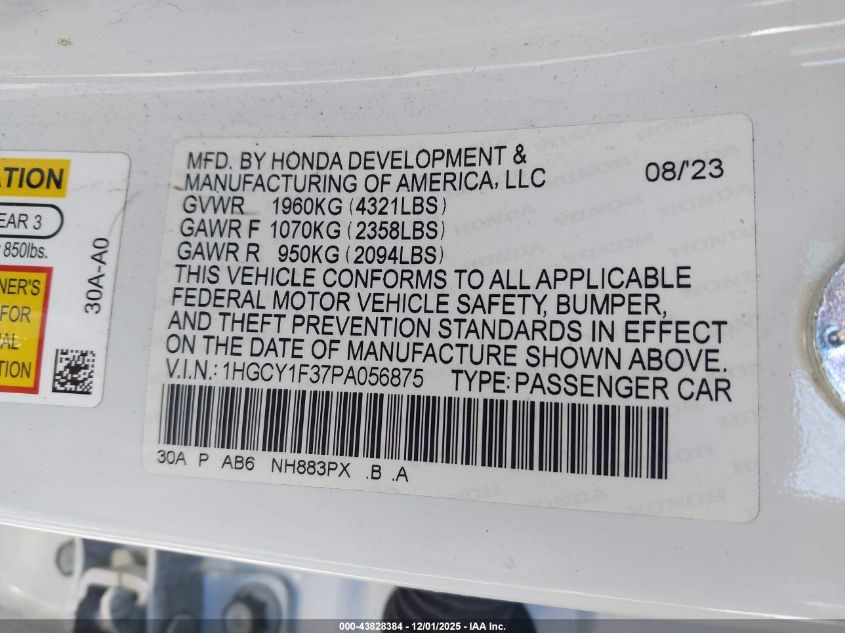 ATION
EAR 3
850lbs.
NER'S
FOR
AL
TION
30A-A0
MFD. BY HONDA DEVELOPMENT &
MANUFACTURING OF AMERICA, LLC 08/'23
GVWR 1960KG (4321LBS)
GAWR F 1070KG (2358LBS)
GAWR R 950KG (2094LBS)
THIS VEHICLE CONFORMS TO ALL APPLICABLE
FEDERAL MOTOR VEHICLE SAFETY, BUMPER,
AND THEFT PREVENTION STANDARDS IN EFFECT
ON THE DATE OF MANUFACTURE SHOWN ABOVE.
V.I.N.: 1HGCY1F37PA056875 TYPE: PASSENGER CAR
30A P AB6 NH883PX .B .A
HONDA HONDA
000-43828384 - 12/01/2025 - IAA Inc.